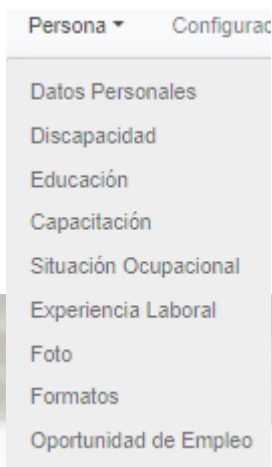 Persona Configurac
Datos Personales
Discapacidad
Educación
Capacitación
Situación Ocupacional
Experiencia Laboral
Foto
Formatos
Oportunidad de Empleo